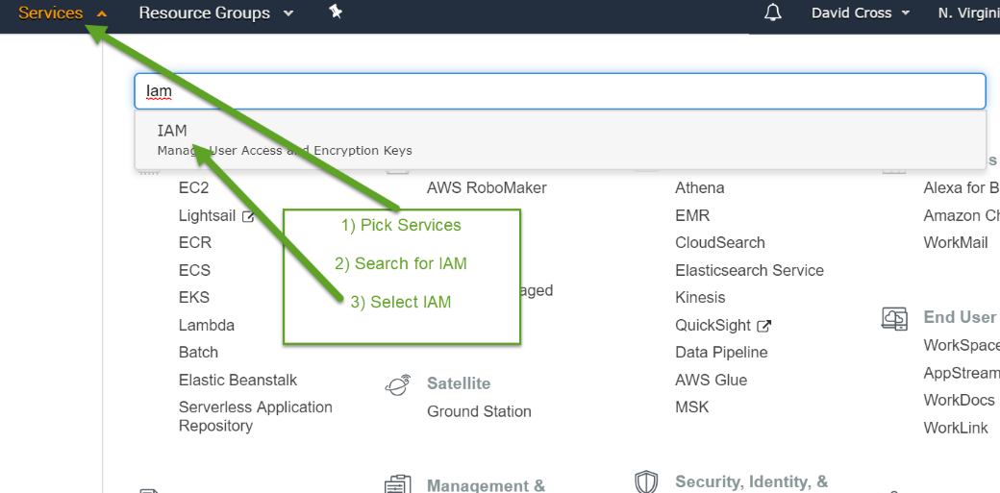 Services
Resource Groups
David Cross
N. Virgini
Iam
IAM
Manage User Access and Encryption Keys
EC2
Lightsail
ECR
ECS
EKS
Lambda
Batch
Elastic Beanstalk
Serverless Application
Repository
AWS RoboMaker
1) Pick Services
2) Search for IAM
3) Select IAM
aged
Satellite
Ground Station
Management &
Athena
EMR
CloudSearch
Elasticsearch Service
Kinesis
QuickSight
Data Pipeline
AWS Glue
MSK
Security, Identity, &
s
Alexa for B
Amazon Ch
WorkMail
End User
WorkSpace
AppStream
WorkDocs
WorkLink